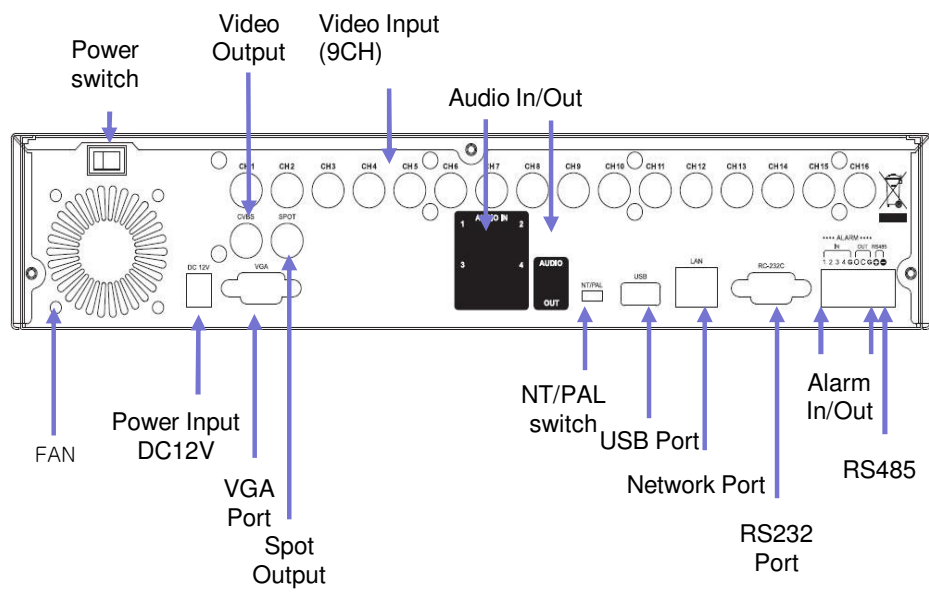 Video
Output
Video Input
(9CH)
Power
switch
Audio In/Out
CH 1 CH2 CH3 CH4 CH5 CH6 CH7 CH8 CH9 CH10 CH11 CH12 CH13 CH14 CH15 CH16
CVBS SPOT
AUDIO IN
1 2
3 4
AUDIO
OUT
DC 12V VGA
NT/PAL
USB
LAN
RC-232C
ALARM
IN OUT RS485
1 2 3 4 G O C G
NT/PAL
switch
Alarm
In/Out
Power Input
DC12V
FAN
USB Port
RS485
VGA
Port
Network Port
Spot
Output
RS232
Port